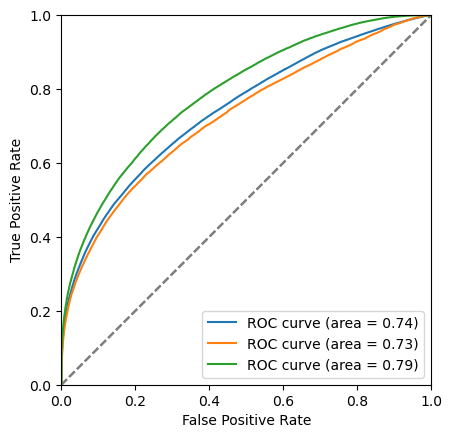 1.0
0.8
0.6
0.4
0.2
0.0
True Positive Rate
ROC curve (area = 0.74)
ROC curve (area = 0.73)
ROC curve (area = 0.79)
0.0 0.2 0.4 0.6 0.8 1.0
False Positive Rate